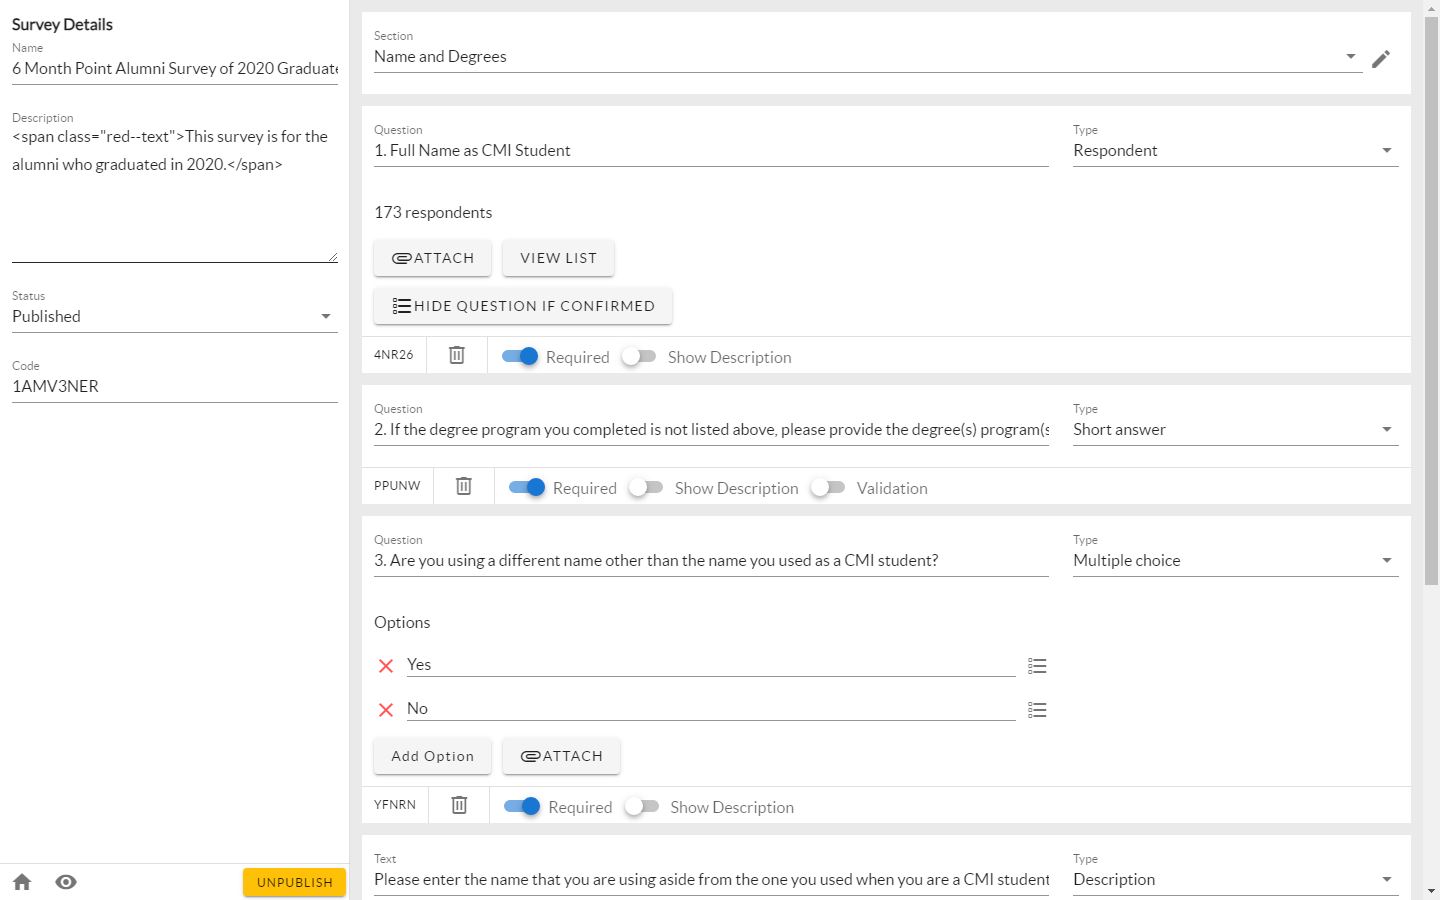 Survey Details
Name
6 Month Point Alumni Survey of 2020 Graduate
Description
<span class="red--text">This survey is for the
alumni who graduated in 2020.</span>
Status
Published
Code
1AMV3NER
UNPUBLISH
Section
Name and Degrees
Question
1. Full Name as CMI Student
Type
Respondent
173 respondents
ATTACH
VIEW LIST
HIDE QUESTION IF CONFIRMED
4NR26
Required
Show Description
Question
2. If the degree program you completed is not listed above, please provide the degree(s) program(s
Type
Short answer
PPUNW
Required
Show Description
Validation
Question
3. Are you using a different name other than the name you used as a CMI student?
Type
Multiple choice
Options
Yes
No
Add Option
ATTACH
YFNRN
Required
Show Description
Text
Please enter the name that you are using aside from the one you used when you are a CMI student
Type
Description